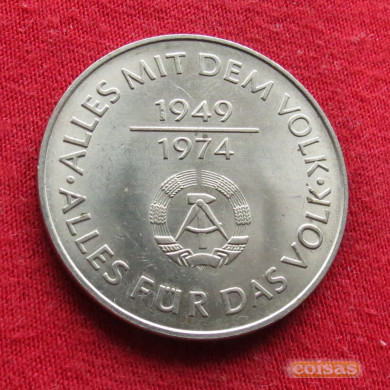 · ALLES MIT DEM VOLK ·
1949
1974
ALLES FÜR DAS VOLK
coisas